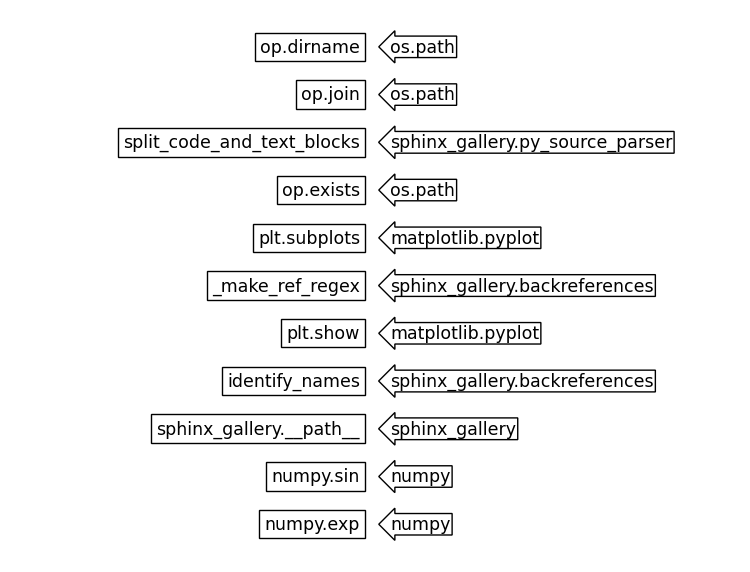 op.dirname os.path
op.join os.path
split_code_and_text_blocks sphinx_gallery.py_source_parser
op.exists os.path
plt.subplots matplotlib.pyplot
_make_ref_regex sphinx_gallery.backreferences
plt.show matplotlib.pyplot
identify_names sphinx_gallery.backreferences
sphinx_gallery.__path__ sphinx_gallery
numpy.sin numpy
numpy.exp numpy